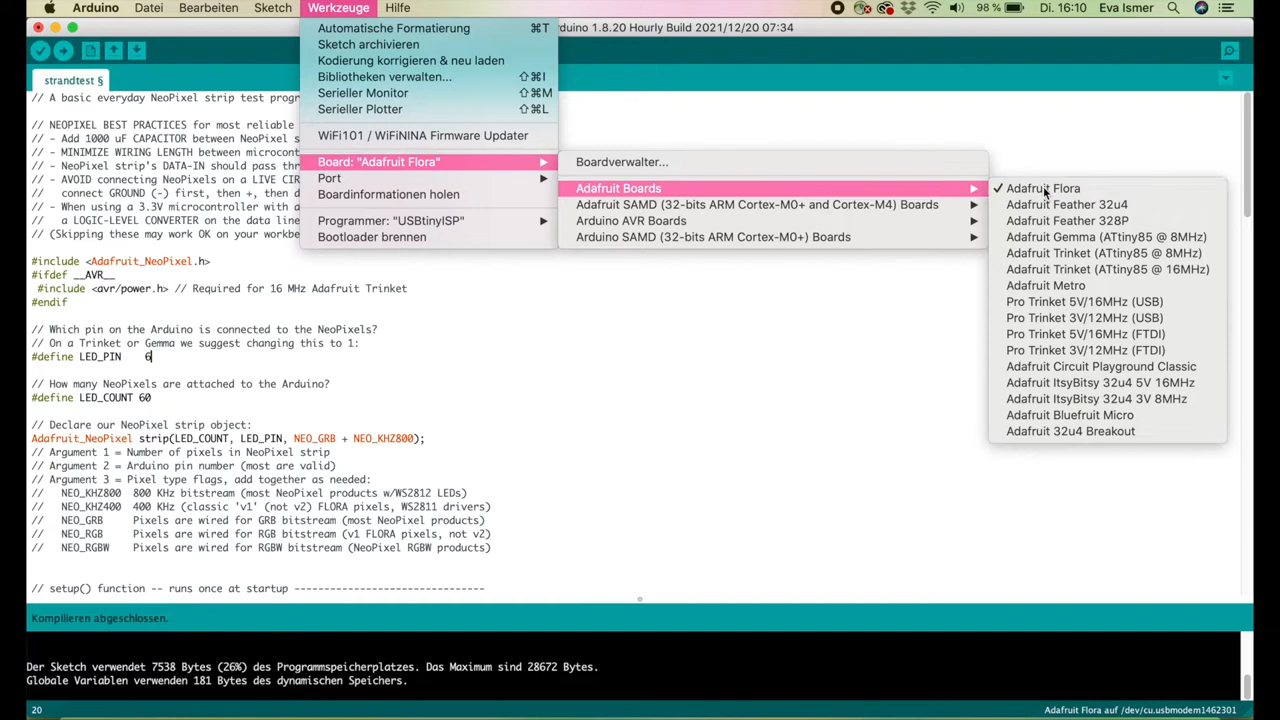 Arduino Datei Bearbeiten Sketch Werkzeuge Hilfe 98 % Di. 16:10 Eva Ismer
rduino 1.8.20 Hourly Build 2021/12/20 07:34
Automatische Formatierung ⌘T
Sketch archivieren
Kodierung korrigieren & neu laden
Bibliotheken verwalten... ⇧⌘I
Serieller Monitor ⇧⌘M
Serieller Plotter ⇧⌘L
WiFi101 / WiFiNINA Firmware Updater
Board: "Adafruit Flora"
Port
Boardinformationen holen
Programmer: "USBtinyISP"
Bootloader brennen
Boardverwalter...
Adafruit Boards
Adafruit SAMD (32-bits ARM Cortex-M0+ and Cortex-M4) Boards
Arduino AVR Boards
Arduino SAMD (32-bits ARM Cortex-M0+) Boards
✓ Adafruit Flora
Adafruit Feather 32u4
Adafruit Feather 328P
Adafruit Gemma (ATtiny85 @ 8MHz)
Adafruit Trinket (ATtiny85 @ 8MHz)
Adafruit Trinket (ATtiny85 @ 16MHz)
Adafruit Metro
Pro Trinket 5V/16MHz (USB)
Pro Trinket 3V/12MHz (USB)
Pro Trinket 5V/16MHz (FTDI)
Pro Trinket 3V/12MHz (FTDI)
Adafruit Circuit Playground Classic
Adafruit ItsyBitsy 32u4 5V 16MHz
Adafruit ItsyBitsy 32u4 3V 8MHz
Adafruit Bluefruit Micro
Adafruit 32u4 Breakout
strandtest §
// A basic everyday NeoPixel strip test progr
// NEOPIXEL BEST PRACTICES for most reliable
// - Add 1000 uF CAPACITOR between NeoPixel s
// - MINIMIZE WIRING LENGTH between microcont
// - NeoPixel strip's DATA-IN should pass thr
// - AVOID connecting NeoPixels on a LIVE CIR
//   connect GROUND (-) first, then +, then d
// - When using a 3.3V microcontroller with a
//   a LOGIC-LEVEL CONVERTER on the data line
// (Skipping these may work OK on your workbe
#include <Adafruit_NeoPixel.h>
#ifdef __AVR__
 #include <avr/power.h> // Required for 16 MHz Adafruit Trinket
#endif
// Which pin on the Arduino is connected to the NeoPixels?
// On a Trinket or Gemma we suggest changing this to 1:
#define LED_PIN    6
// How many NeoPixels are attached to the Arduino?
#define LED_COUNT 60
// Declare our NeoPixel strip object:
Adafruit_NeoPixel strip(LED_COUNT, LED_PIN, NEO_GRB + NEO_KHZ800);
// Argument 1 = Number of pixels in NeoPixel strip
// Argument 2 = Arduino pin number (most are valid)
// Argument 3 = Pixel type flags, add together as needed:
//   NEO_KHZ800  800 KHz bitstream (most NeoPixel products w/WS2812 LEDs)
//   NEO_KHZ400  400 KHz (classic 'v1' (not v2) FLORA pixels, WS2811 drivers)
//   NEO_GRB     Pixels are wired for GRB bitstream (most NeoPixel products)
//   NEO_RGB     Pixels are wired for RGB bitstream (v1 FLORA pixels, not v2)
//   NEO_RGBW    Pixels are wired for RGBW bitstream (NeoPixel RGBW products)
// setup() function -- runs once at startup --------------------------------
Kompilieren abgeschlossen.
Der Sketch verwendet 7538 Bytes (26%) des Programmspeicherplatzes. Das Maximum sind 28672 Bytes.
Globale Variablen verwenden 181 Bytes des dynamischen Speichers.
20 Adafruit Flora auf /dev/cu.usbmodem1462301